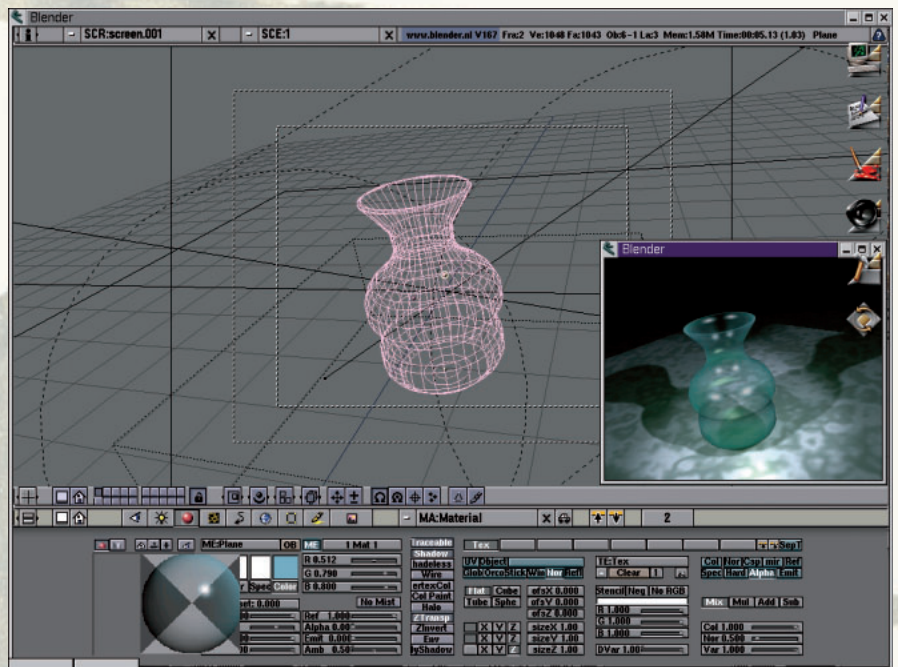 Blender
SCR:screen.001 X SCE:1 X www.blender.nl V167 Fra:2 Ve:1048 Fa:1043 Ob:6-1 La:3 Mem:1.58M Time:00:05.13 (1.03) Plane
Blender
MA:Material X 2
ME:Plane OB ME 1 Mat 1
Traceable
Shadow
hadeless
Wire
ertexCol
Col Paint
Halo
ZTransp
ZInvert
Env
lyShadow
R 0.512
G 0.790
B 0.800
Spec Color
set: 0.000
No Mist
Ref 1.000
Alpha 0.00
Emit 0.000
Amb 0.50
Tex SepT
UV Object
Glob Orco Stick Win Nor Refl
Flat Cube
Tube Sphe
ofsX 0.000
ofsY 0.000
ofsZ 0.000
X Y Z sizeX 1.00
X Y Z sizeY 1.00
X Y Z sizeZ 1.00
TE:Tex
- Clear 1
Stencil Neg No RGB
R 1.000
G 1.000
B 1.000
DVar 1.00
Col Nor Csp Cmir Ref
Spec Hard Alpha Emit
Mix Mul Add Sub
Col 1.000
Nor 0.500
Var 1.000